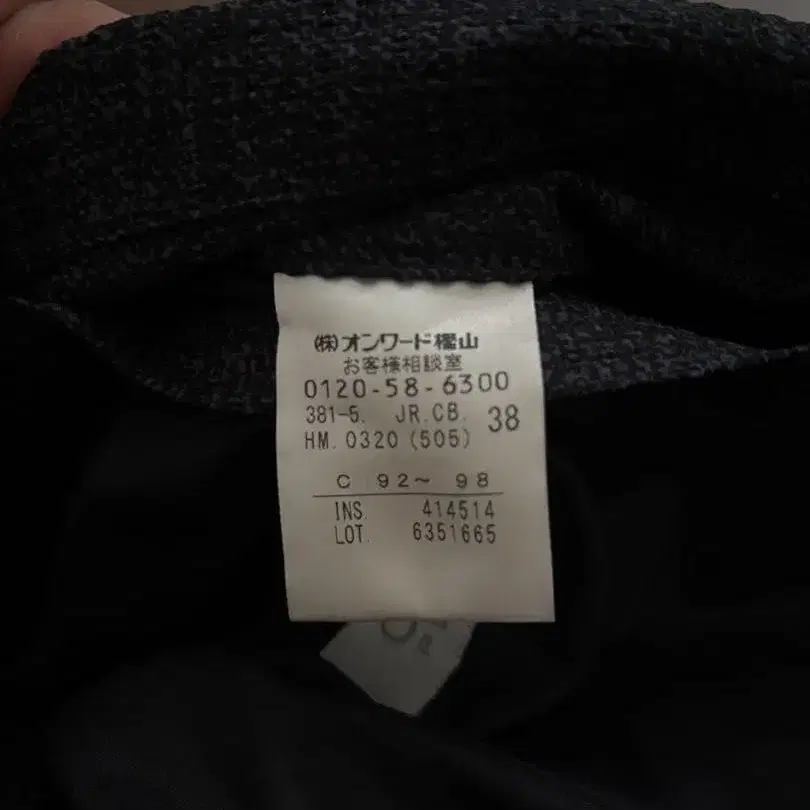 (株)オンワード樫山
お客様相談室
0120-58-6300
381-5. JR.CB. 38
HM. 0320 (505)
C 92～ 98
INS. 414514
LOT. 6351665